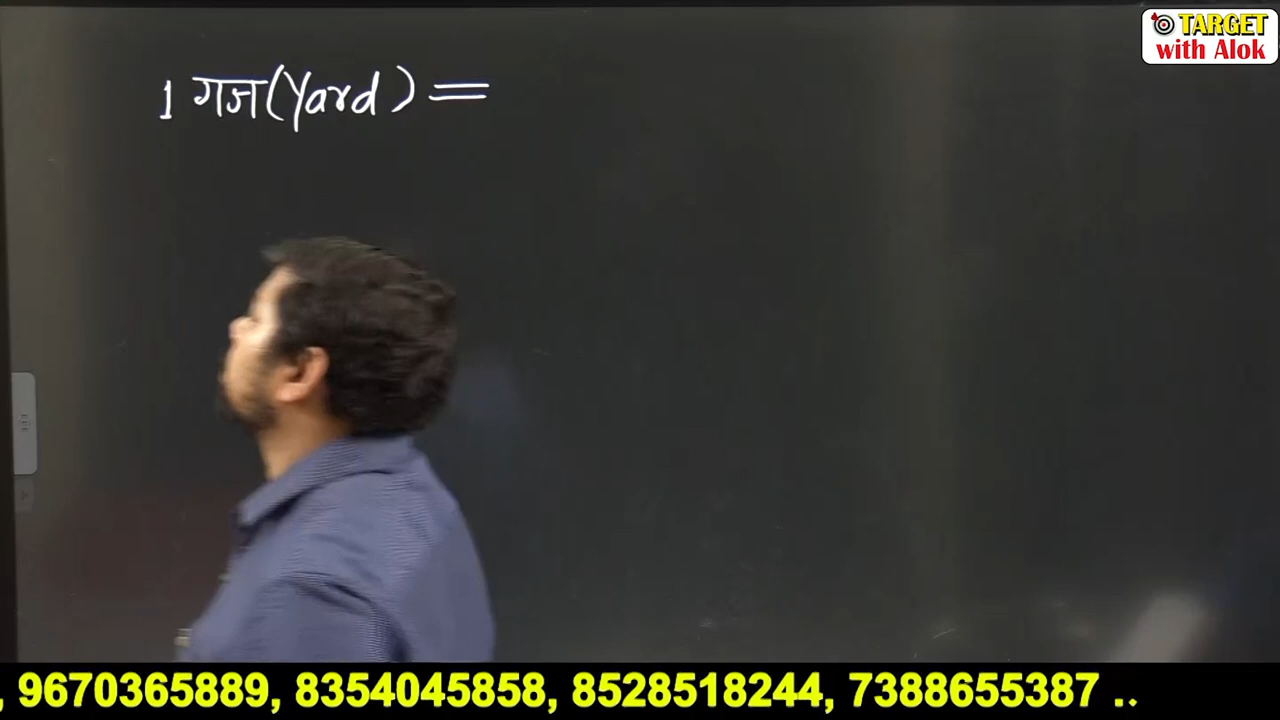 TARGET
with Alok
1 गज (Yard) =
, 9670365889, 8354045858, 8528518244, 7388655387 ..